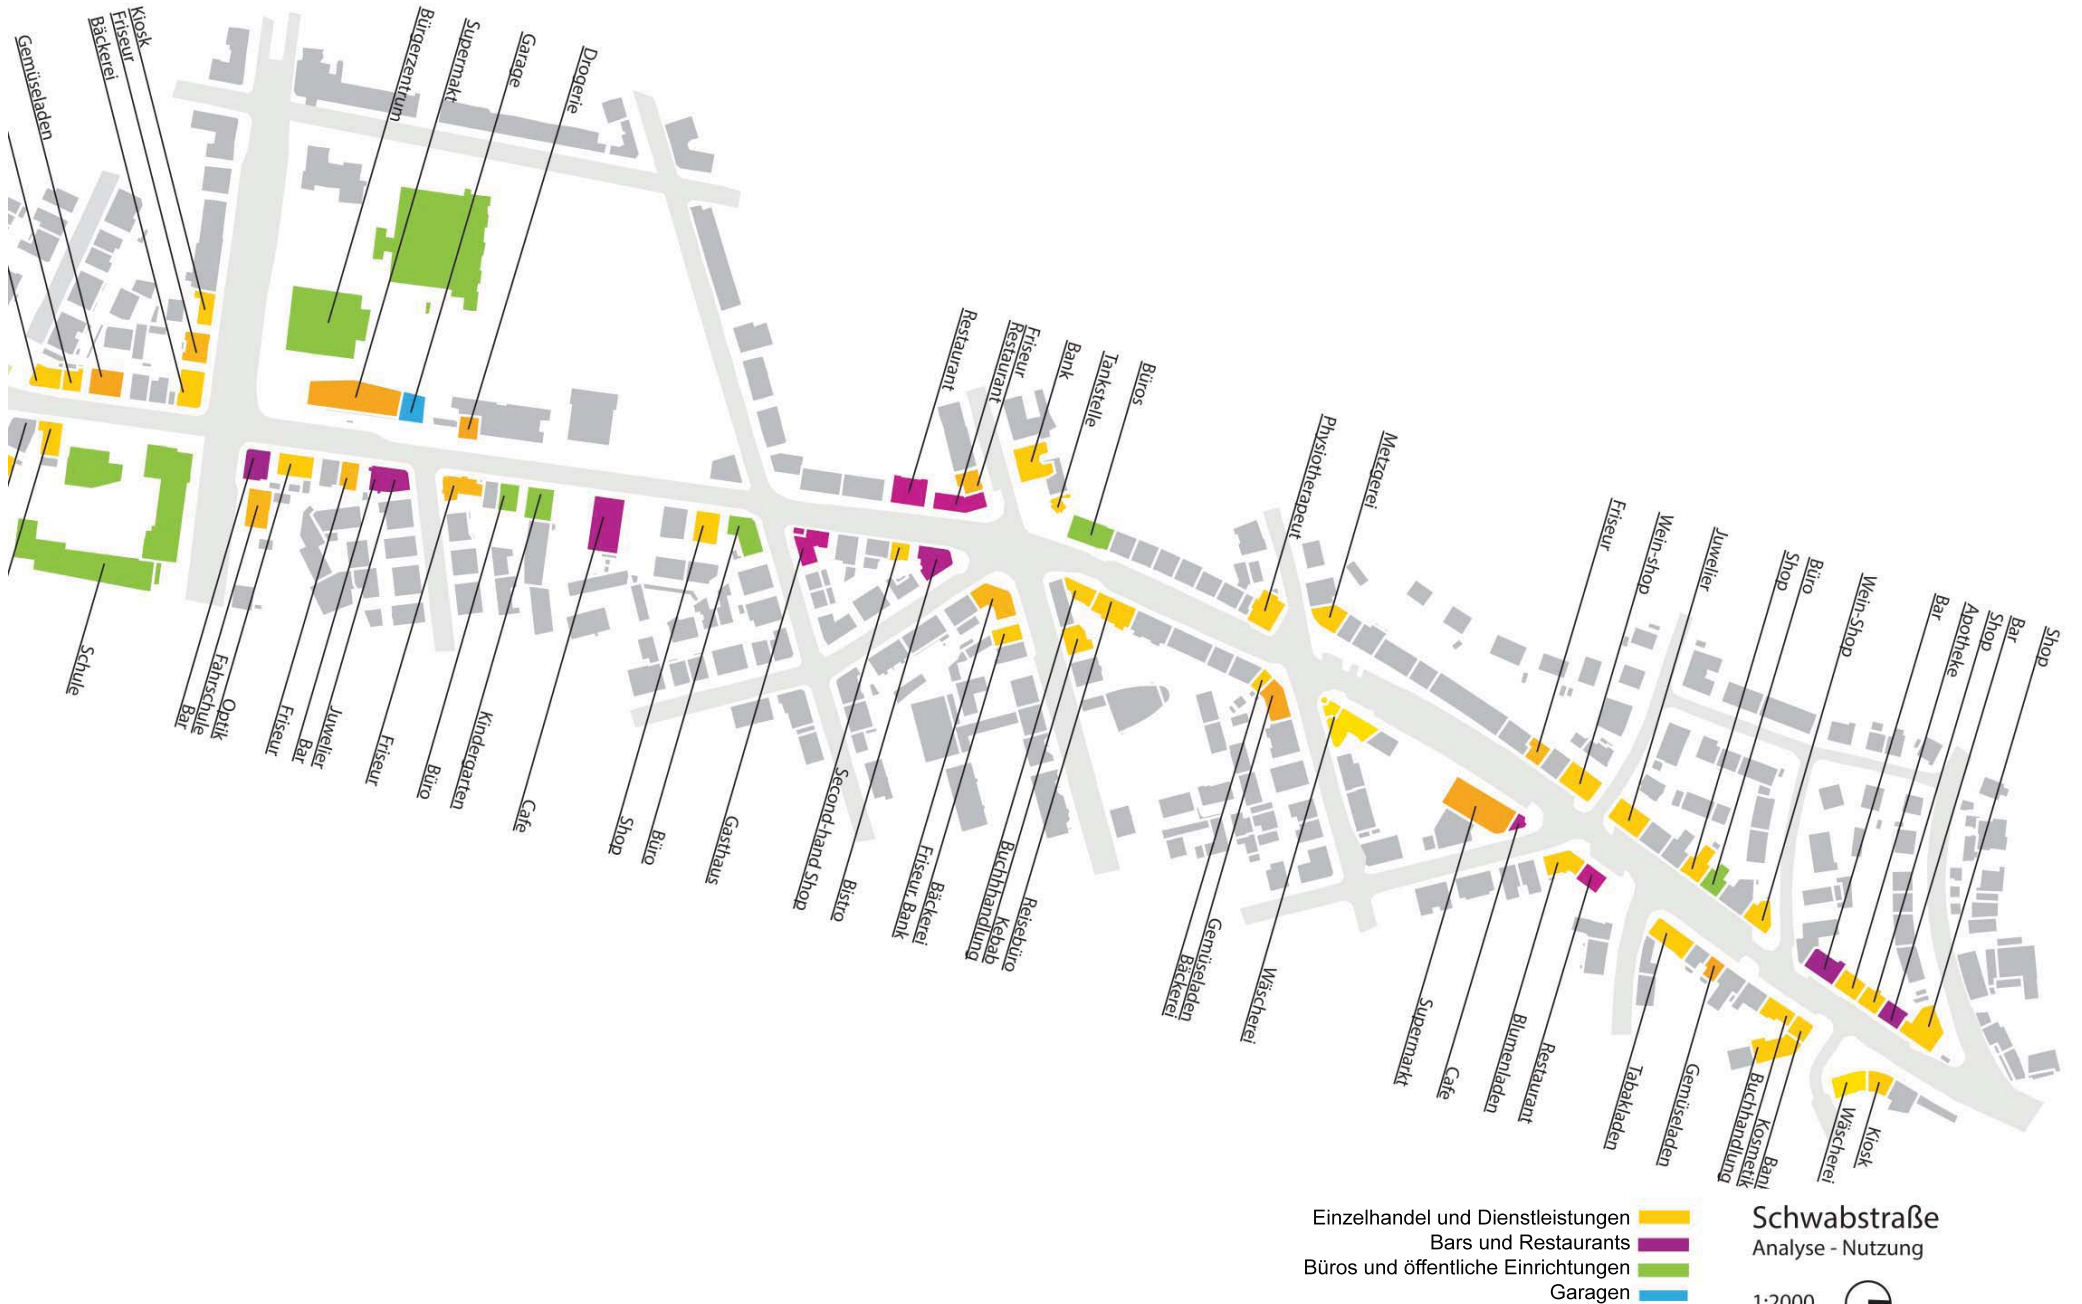 Gemüseladen
Bäckerei
Friseur
Kiosk
Bürgerzentrum
Supermakt
Garage
Drogerie
Restaurant
Restaurant
Friseur
Bank
Tankstelle
Büros
Physiotherapeut
Metzgerei
Friseur
Wein-shop
Juwelier
Shop
Büro
Wein-Shop
Bar
Apotheke
Shop
Bar
Shop
Schule
Bar
Fahrschule
Optik
Friseur
Bar
Juwelier
Friseur
Büro
Kindergarten
Cafe
Shop
Büro
Gasthaus
Second-hand Shop
Bistro
Friseur, Bank
Bäckerei
Buchhandlung
Kebab
Reisebüro
Bäckerei
Gemüseladen
Wäscherei
Supermarkt
Cafe
Blumenladen
Restaurant
Tabakladen
Gemüseladen
Buchhandlung
Kosmetik
Bank
Wäscherei
Kiosk
Einzelhandel und Dienstleistungen
Bars und Restaurants
Büros und öffentliche Einrichtungen
Garagen
Schwabstraße
Analyse - Nutzung
1:2000